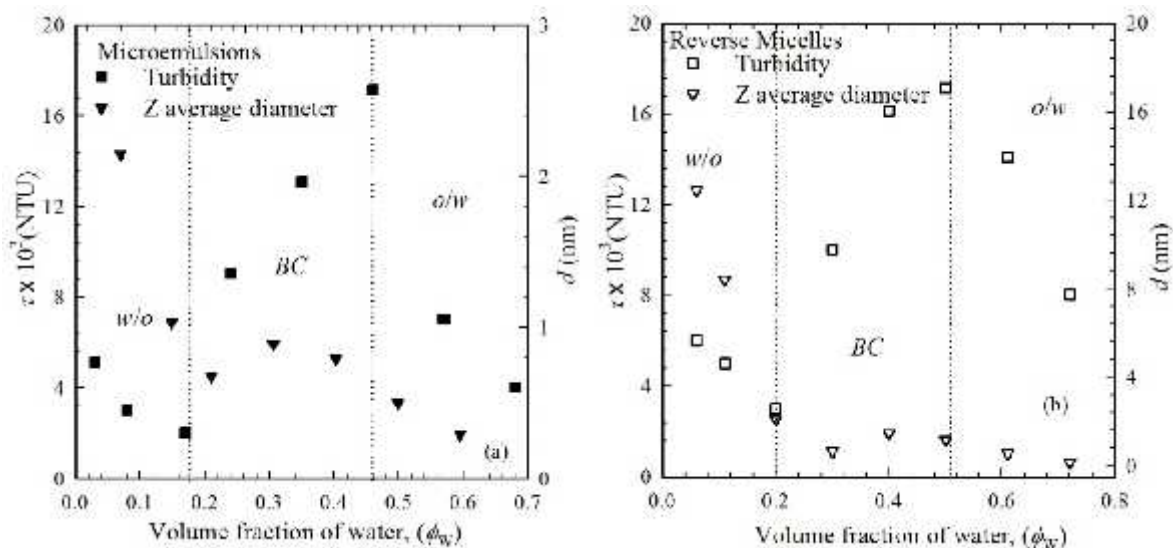 20
16
12
8
4
0
τ x 10²(NTU)
Microemulsions
Turbidity
Z average diameter
w/o
BC
o/w
(a)
3
2
1
0
d (nm)
0.0 0.1 0.2 0.3 0.4 0.5 0.6 0.7
Volume fraction of water, (ϕw)
20
16
12
8
4
0
τ x 10³(NTU)
Reverse Micelles
Turbidity
Z average diameter
w/o
BC
o/w
(b)
20
16
12
8
4
0
d (nm)
0.0 0.2 0.4 0.6 0.8
Volume fraction of water, (ϕw)